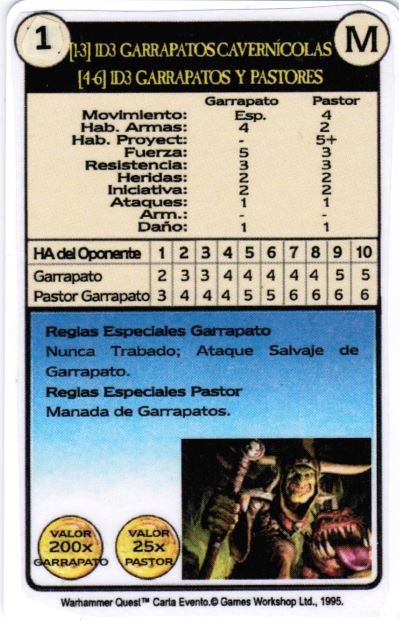 1
M
[1-3] 1D3 GARRAPATOS CAVERNÍCOLAS
[4-6] 1D3 GARRAPATOS Y PASTORES
Garrapato Pastor
Movimiento: Esp. 4
Hab. Armas: 4 2
Hab. Proyect: - 5+
Fuerza: 5 3
Resistencia: 3 3
Heridas: 2 2
Iniciativa: 2 2
Ataques: 1 1
Arm.: - -
Daño: 1 1
HA del Oponente 1 2 3 4 5 6 7 8 9 10
Garrapato 2 3 3 4 4 4 4 4 5 5
Pastor Garrapato 3 4 4 4 5 5 6 6 6 6
Reglas Especiales Garrapato
Nunca Trabado; Ataque Salvaje de
Garrapato.
Reglas Especiales Pastor
Manada de Garrapatos.
VALOR
200x
GARRAPATO
VALOR
25x
PASTOR
Warhammer Quest™ Carta Evento.© Games Workshop Ltd., 1995.